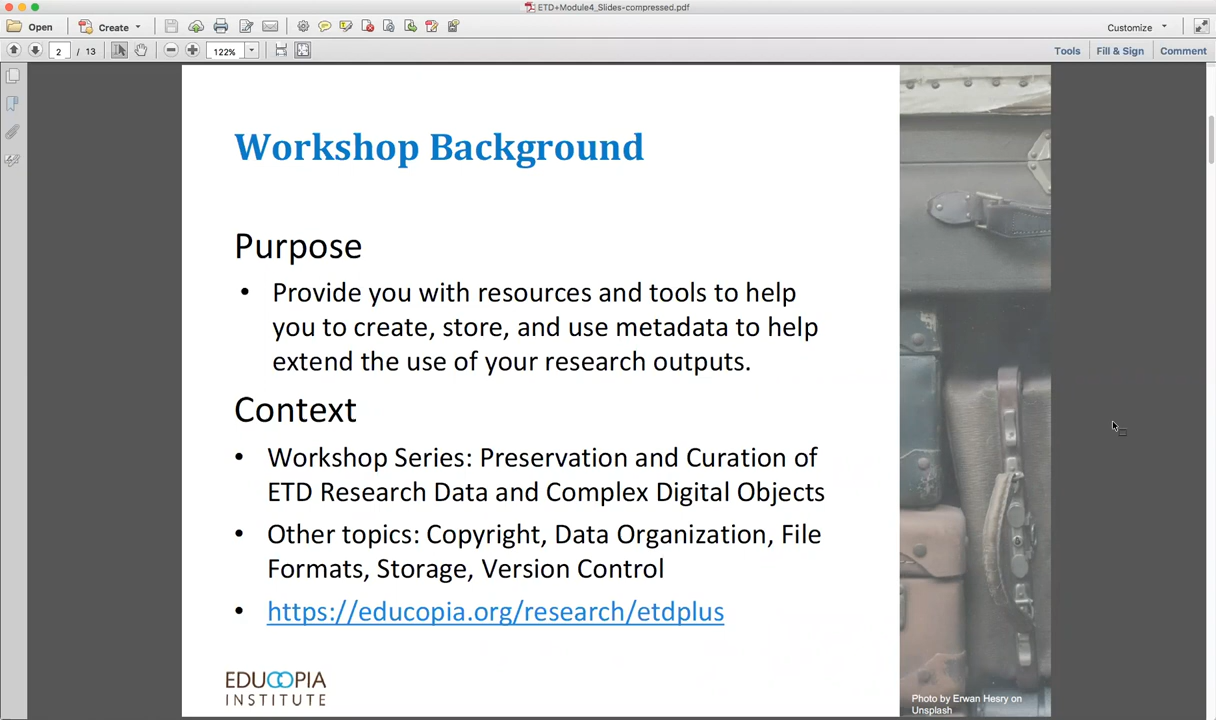 ETD+Module4_Slides-compressed.pdf
Open
Create
Customize
2 / 13
122%
Tools
Fill & Sign
Comment
Workshop Background
Purpose
• Provide you with resources and tools to help
you to create, store, and use metadata to help
extend the use of your research outputs.
Context
• Workshop Series: Preservation and Curation of
ETD Research Data and Complex Digital Objects
• Other topics: Copyright, Data Organization, File
Formats, Storage, Version Control
• https://educopia.org/research/etdplus
EDUCOPIA
INSTITUTE
Photo by Erwan Hesry on
Unsplash